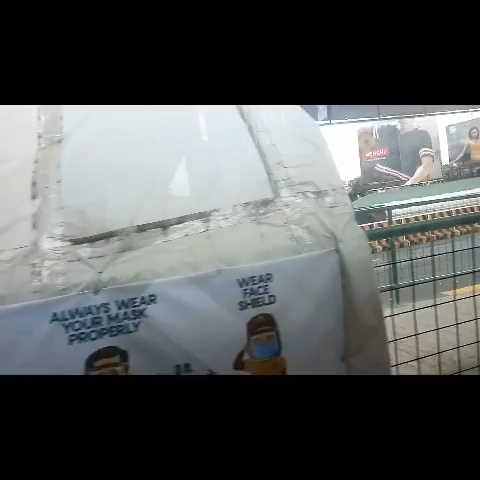 ALWAYS WEAR
YOUR MASK
PROPERLY
WEAR
FACE
SHIELD